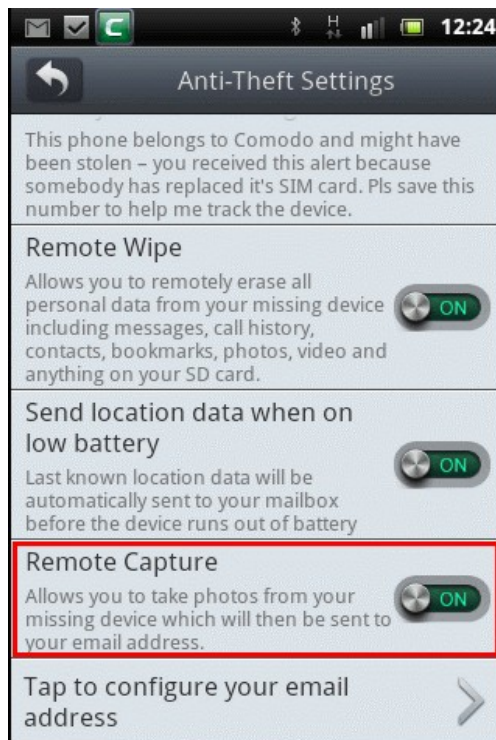 H
12:24
Anti-Theft Settings
This phone belongs to Comodo and might have
been stolen – you received this alert because
somebody has replaced it's SIM card. Pls save this
number to help me track the device.
Remote Wipe
Allows you to remotely erase all
personal data from your missing device
including messages, call history,
contacts, bookmarks, photos, video and
anything on your SD card.
ON
Send location data when on
low battery
Last known location data will be
automatically sent to your mailbox
before the device runs out of battery
ON
Remote Capture
Allows you to take photos from your
missing device which will then be sent to
your email address.
ON
Tap to configure your email
address